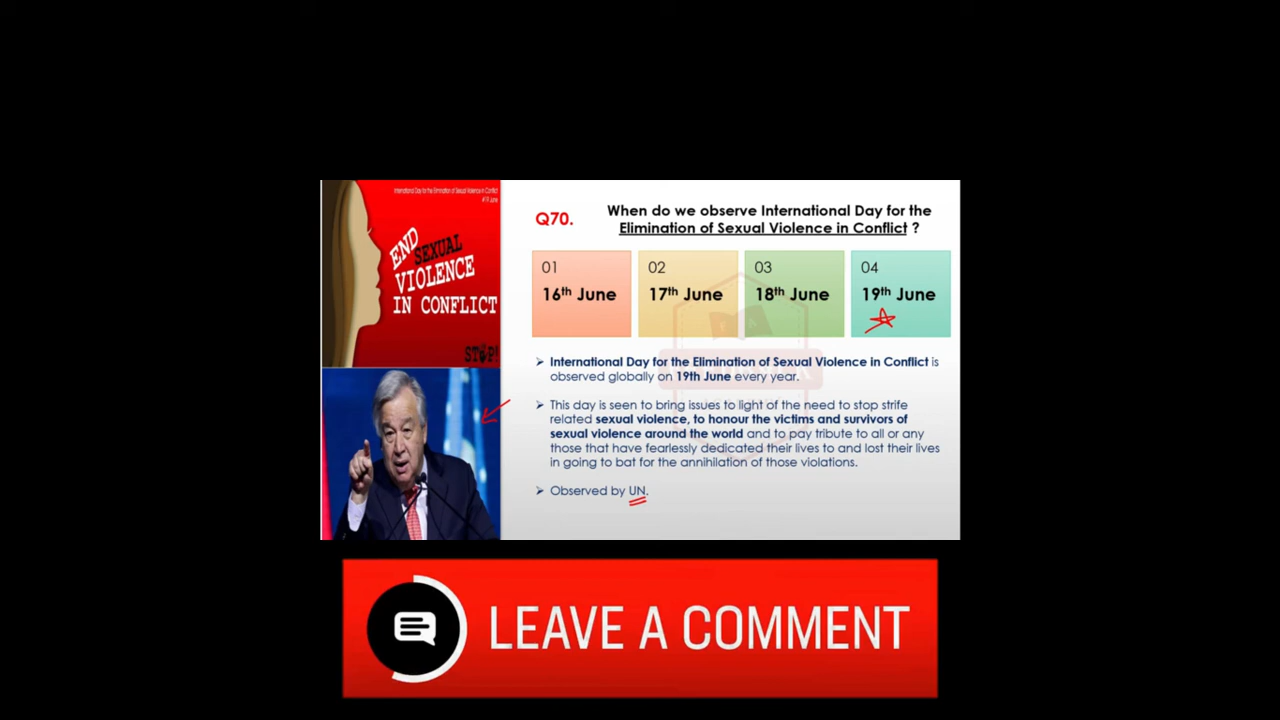 International Day for the Elimination of Sexual Violence in Conflict
END
SEXUAL
VIOLENCE
IN CONFLICT
STOP!
Q70.
When do we observe International Day for the
Elimination of Sexual Violence in Conflict ?
01
16th June
02
17th June
03
18th June
04
19th June
➢ International Day for the Elimination of Sexual Violence in Conflict is
observed globally on 19th June every year.
➢ This day is seen to bring issues to light of the need to stop strife
related sexual violence, to honour the victims and survivors of
sexual violence around the world and to pay tribute to all or any
those that have fearlessly dedicated their lives to and lost their lives
in going to bat for the annihilation of those violations.
➢ Observed by UN.
LEAVE A COMMENT